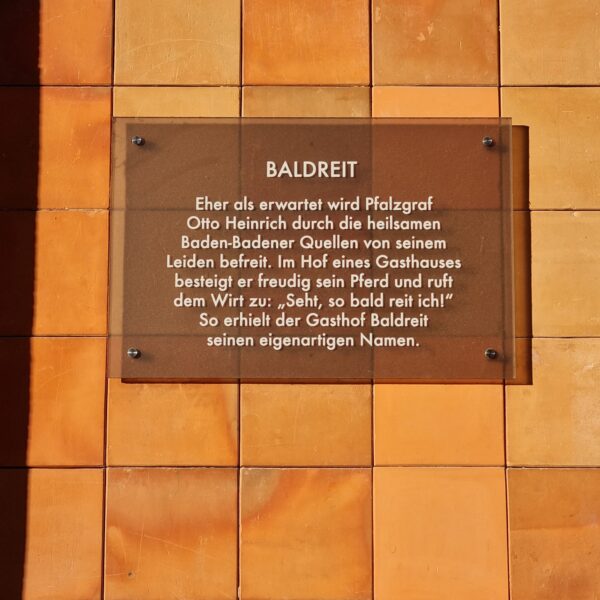 BALDREIT
Eher als erwartet wird Pfalzgraf
Otto Heinrich durch die heilsamen
Baden-Badener Quellen von seinem
Leiden befreit. Im Hof eines Gasthauses
besteigt er freudig sein Pferd und ruft
dem Wirt zu: „Seht, so bald reit ich!“
So erhielt der Gasthof Baldreit
seinen eigenartigen Namen.